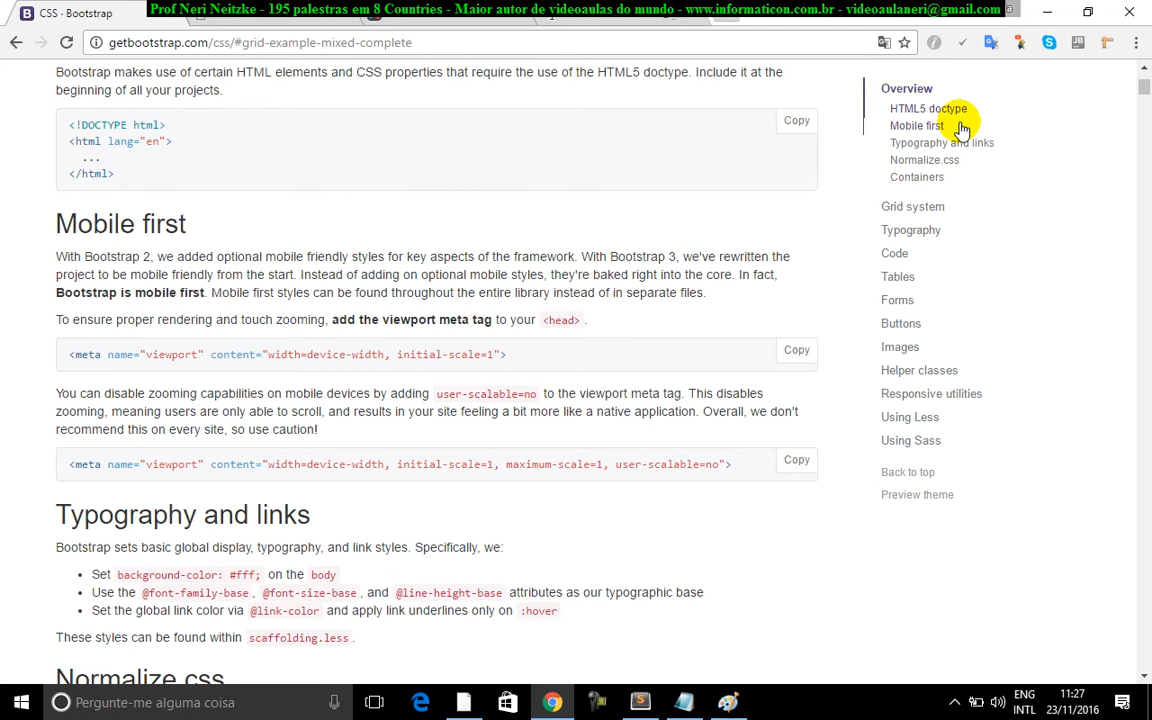 CSS · Bootstrap
Prof Neri Neitzke - 195 palestras em 8 Countries - Maior autor de videoaulas do mundo - www.informaticon.com.br - videoaulaneri@gmail.com
getbootstrap.com/css/#grid-example-mixed-complete
Bootstrap makes use of certain HTML elements and CSS properties that require the use of the HTML5 doctype. Include it at the
beginning of all your projects.
<!DOCTYPE html>
<html lang="en">
...
</html>
Copy
Mobile first
With Bootstrap 2, we added optional mobile friendly styles for key aspects of the framework. With Bootstrap 3, we've rewritten the
project to be mobile friendly from the start. Instead of adding on optional mobile styles, they're baked right into the core. In fact,
Bootstrap is mobile first. Mobile first styles can be found throughout the entire library instead of in separate files.
To ensure proper rendering and touch zooming, add the viewport meta tag to your <head> .
<meta name="viewport" content="width=device-width, initial-scale=1">
Copy
You can disable zooming capabilities on mobile devices by adding user-scalable=no to the viewport meta tag. This disables
zooming, meaning users are only able to scroll, and results in your site feeling a bit more like a native application. Overall, we don't
recommend this on every site, so use caution!
<meta name="viewport" content="width=device-width, initial-scale=1, maximum-scale=1, user-scalable=no">
Copy
Typography and links
Bootstrap sets basic global display, typography, and link styles. Specifically, we:
• Set background-color: #fff; on the body
• Use the @font-family-base , @font-size-base , and @line-height-base attributes as our typographic base
• Set the global link color via @link-color and apply link underlines only on :hover
These styles can be found within scaffolding.less .
Normalize.css
Overview
HTML5 doctype
Mobile first
Typography and links
Normalize.css
Containers
Grid system
Typography
Code
Tables
Forms
Buttons
Images
Helper classes
Responsive utilities
Using Less
Using Sass
Back to top
Preview theme
Pergunte-me alguma coisa
ENG
INTL
11:27
23/11/2016